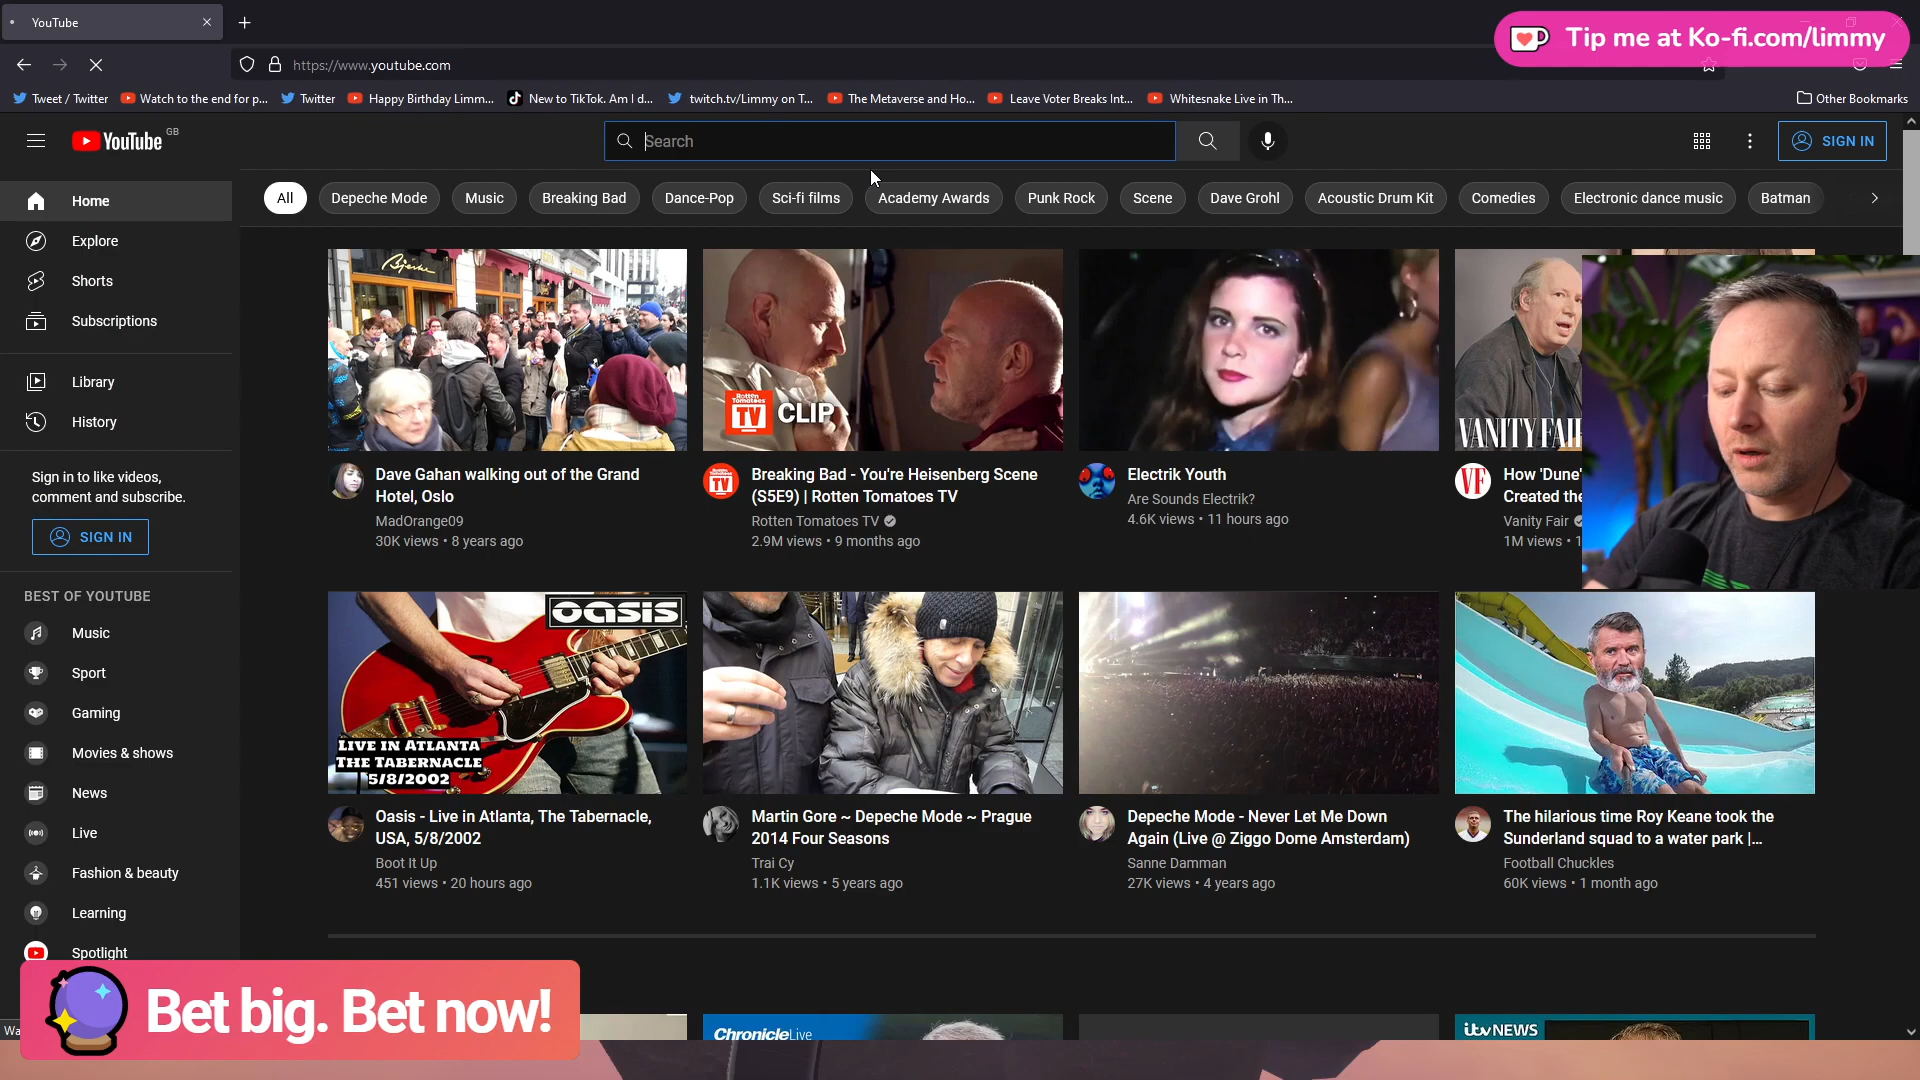 YouTube
Tip me at Ko-fi.com/limmy
https://www.youtube.com
Tweet / Twitter
Watch to the end for p...
Twitter
Happy Birthday Limm...
New to TikTok. Am I d...
twitch.tv/Limmy on T...
The Metaverse and Ho...
Leave Voter Breaks Int...
Whitesnake Live in Th...
Other Bookmarks
YouTube GB
Search
SIGN IN
All
Depeche Mode
Music
Breaking Bad
Dance-Pop
Sci-fi films
Academy Awards
Punk Rock
Scene
Dave Grohl
Acoustic Drum Kit
Comedies
Electronic dance music
Batman
Home
Explore
Shorts
Subscriptions
Library
History
Sign in to like videos,
comment and subscribe.
SIGN IN
BEST OF YOUTUBE
Music
Sport
Gaming
Movies & shows
News
Live
Fashion & beauty
Learning
Spotlight
Rotten
Tomatoes
TV
CLIP
VANITY FAIR
Dave Gahan walking out of the Grand
Hotel, Oslo
MadOrange09
30K views • 8 years ago
Breaking Bad - You're Heisenberg Scene
(S5E9) | Rotten Tomatoes TV
Rotten Tomatoes TV
2.9M views • 9 months ago
Electrik Youth
Are Sounds Electrik?
4.6K views • 11 hours ago
VF
How 'Dune'
Created the
Vanity Fair
1M views • 1
OASIS
LIVE IN ATLANTA
THE TABERNACLE
5/8/2002
Oasis - Live in Atlanta, The Tabernacle,
USA, 5/8/2002
Boot It Up
451 views • 20 hours ago
Martin Gore ~ Depeche Mode ~ Prague
2014 Four Seasons
Trai Cy
1.1K views • 5 years ago
Depeche Mode - Never Let Me Down
Again (Live @ Ziggo Dome Amsterdam)
Sanne Damman
27K views • 4 years ago
The hilarious time Roy Keane took the
Sunderland squad to a water park |...
Football Chuckles
60K views • 1 month ago
Wa
Bet big. Bet now!
ChronicleLive
itv NEWS